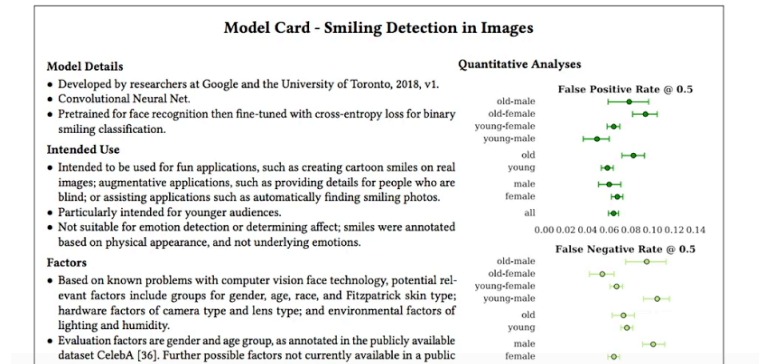 Model Card - Smiling Detection in Images
Model Details
• Developed by researchers at Google and the University of Toronto, 2018, v1.
• Convolutional Neural Net.
• Pretrained for face recognition then fine-tuned with cross-entropy loss for binary
smiling classification.
Intended Use
• Intended to be used for fun applications, such as creating cartoon smiles on real
images; augmentative applications, such as providing details for people who are
blind; or assisting applications such as automatically finding smiling photos.
• Particularly intended for younger audiences.
• Not suitable for emotion detection or determining affect; smiles were annotated
based on physical appearance, and not underlying emotions.
Factors
• Based on known problems with computer vision face technology, potential rel-
evant factors include groups for gender, age, race, and Fitzpatrick skin type;
hardware factors of camera type and lens type; and environmental factors of
lighting and humidity.
• Evaluation factors are gender and age group, as annotated in the publicly available
dataset CelebA [36]. Further possible factors not currently available in a public
Quantitative Analyses
False Positive Rate @ 0.5
old-male
old-female
young-female
young-male
old
young
male
female
all
0.00 0.02 0.04 0.06 0.08 0.10 0.12 0.14
False Negative Rate @ 0.5
old-male
old-female
young-female
young-male
old
young
male
female